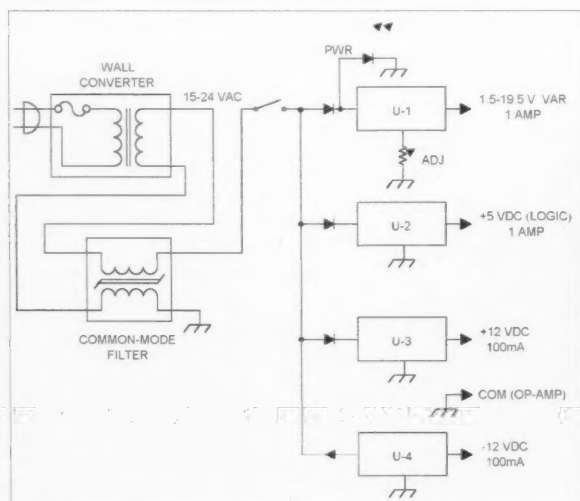 PWR
WALL
CONVERTER
15-24 VAC
U-1
1.5-19.5 V VAR
1 AMP
ADJ
U-2
+5 VDC (LOGIC)
1 AMP
U-3
+12 VDC
100mA
COMMON-MODE
FILTER
COM (OP-AMP)
U-4
-12 VDC
100mA